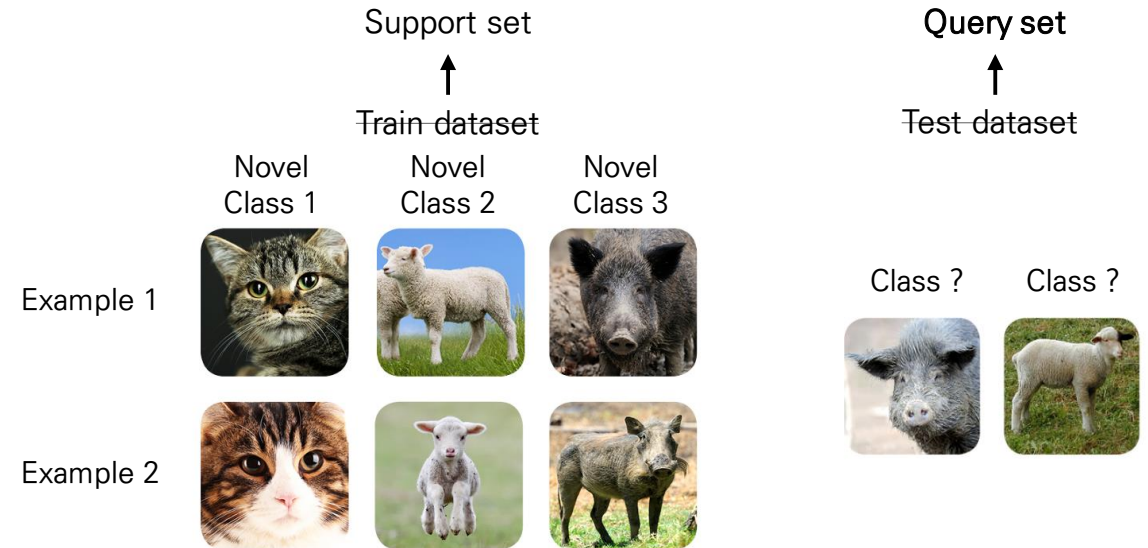 Support set
Query set
Train dataset
Test dataset
Novel
Class 1
Novel
Class 2
Novel
Class 3
Example 1
Class ?
Class ?
Example 2